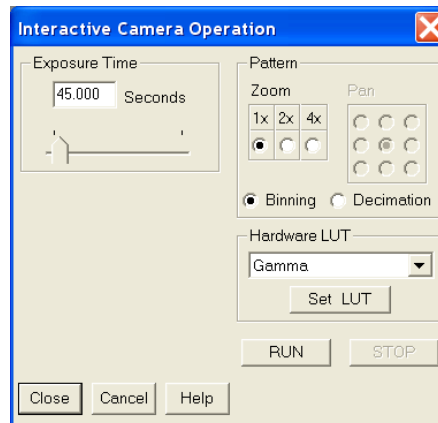 Interactive Camera Operation
Exposure Time
45.000 Seconds
Pattern
Zoom
Pan
1x 2x 4x
Binning Decimation
Hardware LUT
Gamma
Set LUT
RUN STOP
Close Cancel Help